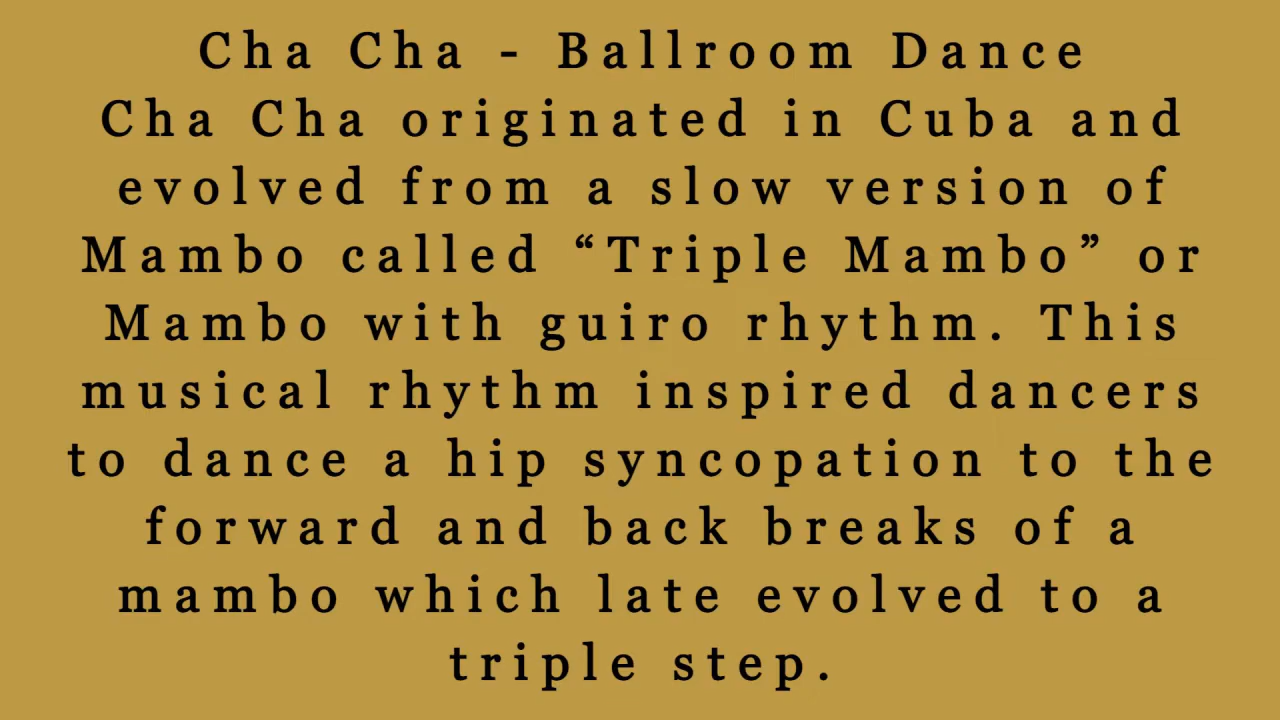 Cha Cha - Ballroom Dance
Cha Cha originated in Cuba and
evolved from a slow version of
Mambo called “Triple Mambo” or
Mambo with guiro rhythm. This
musical rhythm inspired dancers
to dance a hip syncopation to the
forward and back breaks of a
mambo which late evolved to a
triple step.